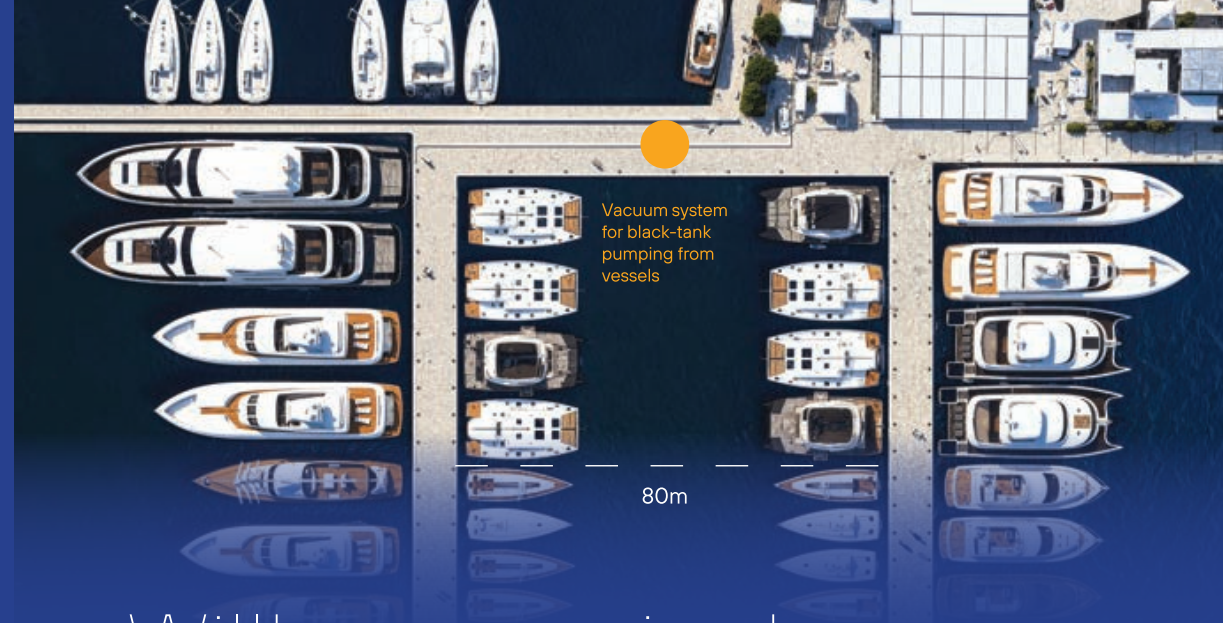 Vacuum system
for black-tank
pumping from
vessels
80m